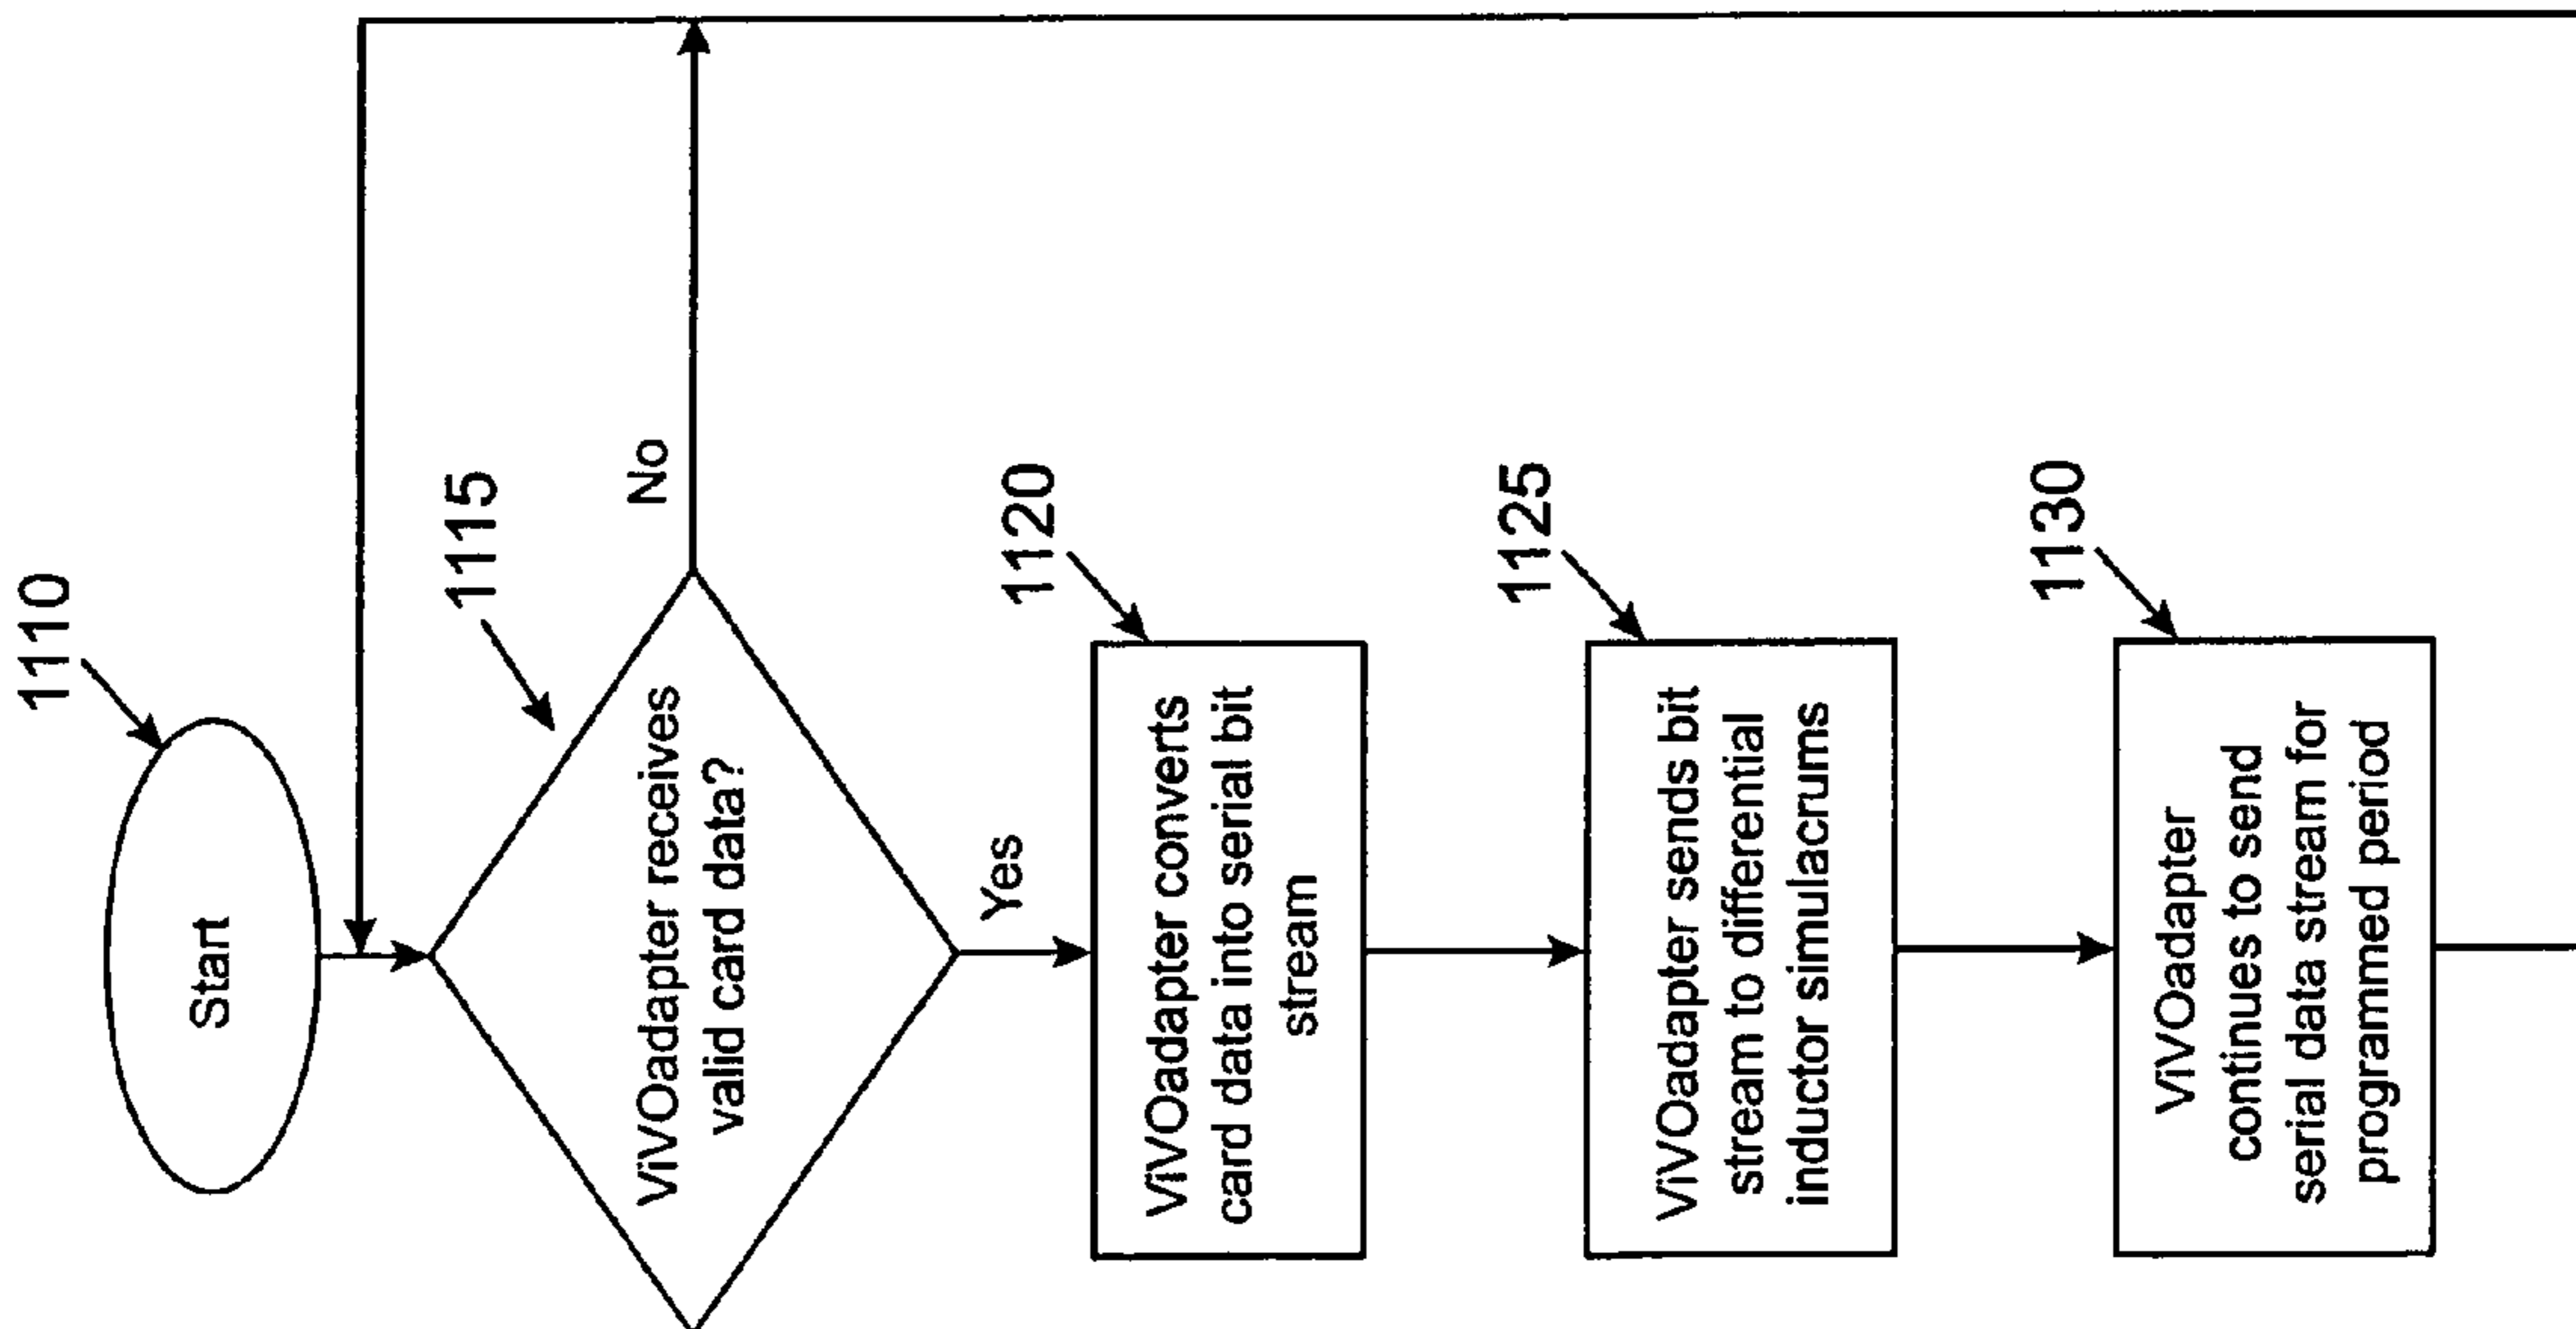 1110
Start
1115
ViVOadapter receives
valid card data?
No
Yes
1120
ViVOadapter converts
card data into serial bit
stream
1125
ViVOadapter sends bit
stream to differential
inductor simulacrums
1130
ViVOadapter
continues to send
serial data stream for
programmed period